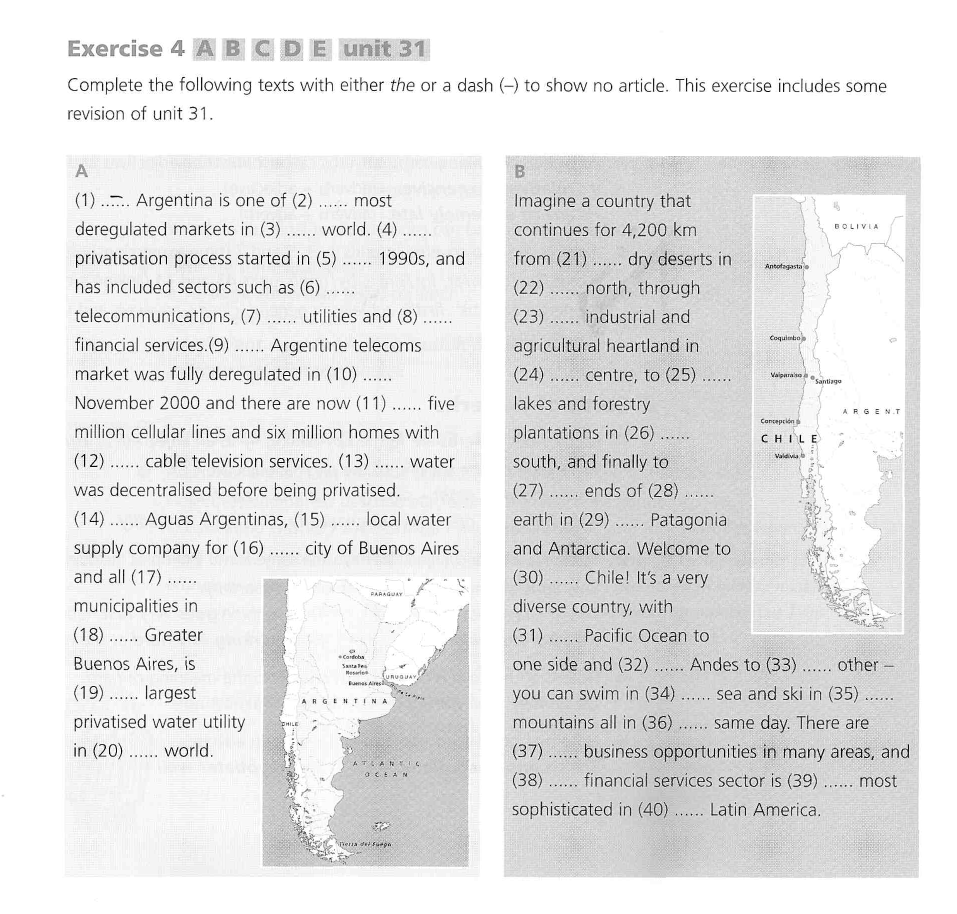 Exercise 4 A B C D E unit 31
Complete the following texts with either the or a dash (–) to show no article. This exercise includes some
revision of unit 31.
A
(1) ..–.. Argentina is one of (2) ...... most
deregulated markets in (3) ...... world. (4) ......
privatisation process started in (5) ...... 1990s, and
has included sectors such as (6) ......
telecommunications, (7) ...... utilities and (8) ......
financial services.(9) ...... Argentine telecoms
market was fully deregulated in (10) ......
November 2000 and there are now (11) ...... five
million cellular lines and six million homes with
(12) ...... cable television services. (13) ...... water
was decentralised before being privatised.
(14) ...... Aguas Argentinas, (15) ...... local water
supply company for (16) ...... city of Buenos Aires
and all (17) ......
municipalities in
(18) ...... Greater
Buenos Aires, is
(19) ...... largest
privatised water utility
in (20) ...... world.
PARAGUAY
Cordoba
Santa Fe
Rosario
URUGUAY
Buenos Aires
ARGENTINA
CHILE
ATLANTIC
OCEAN
Tierra del Fuego
B
Imagine a country that
continues for 4,200 km
from (21) ...... dry deserts in
(22) ...... north, through
(23) ...... industrial and
agricultural heartland in
(24) ...... centre, to (25) ......
lakes and forestry
plantations in (26) ......
south, and finally to
(27) ...... ends of (28) ......
earth in (29) ...... Patagonia
and Antarctica. Welcome to
(30) ...... Chile! It's a very
diverse country, with
(31) ...... Pacific Ocean to
one side and (32) ...... Andes to (33) ...... other –
you can swim in (34) ...... sea and ski in (35) ......
mountains all in (36) ...... same day. There are
(37) ...... business opportunities in many areas, and
(38) ...... financial services sector is (39) ...... most
sophisticated in (40) ...... Latin America.
BOLIVIA
Antofagasta
Coquimbo
Valparaiso
Santiago
ARGENT
Concepción
CHILE
Valdivia